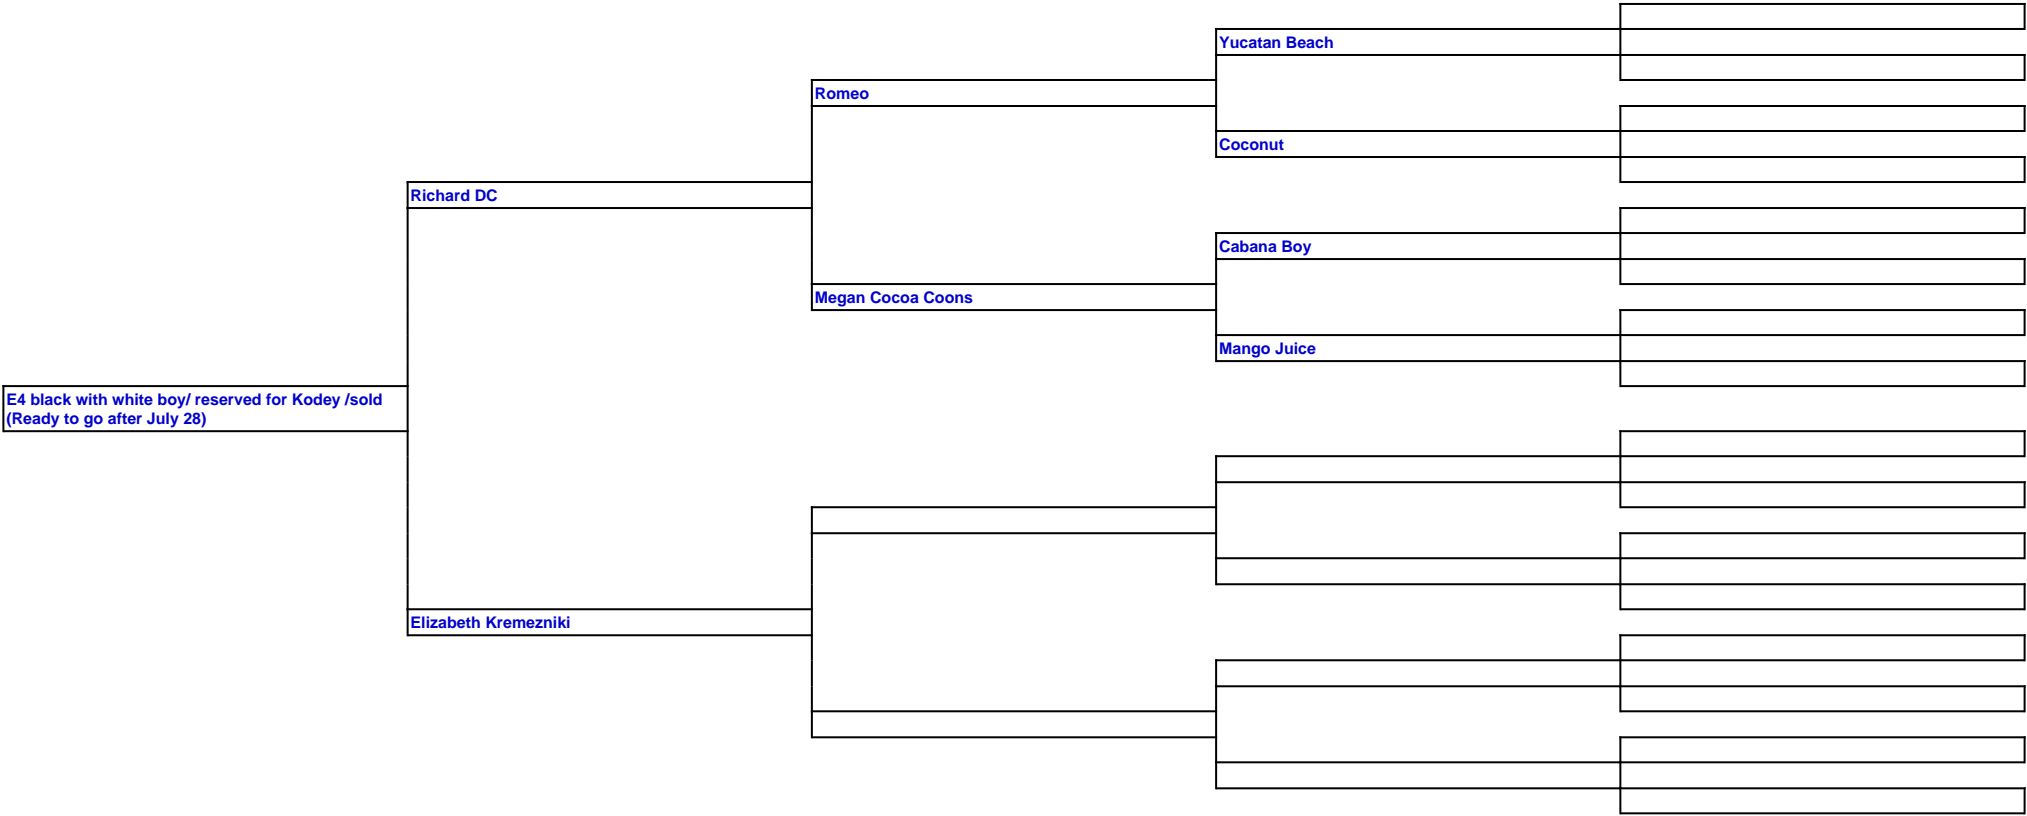 Yucatan Beach
Romeo
Coconut
Richard DC
Cabana Boy
Megan Cocoa Coons
Mango Juice
E4 black with white boy/ reserved for Kodey /sold
(Ready to go after July 28)
Elizabeth Kremezniki